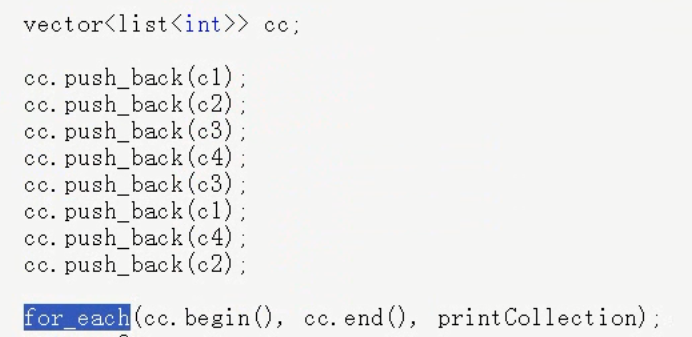 vector<list<int>> cc;
cc.push_back(c1);
cc.push_back(c2);
cc.push_back(c3);
cc.push_back(c4);
cc.push_back(c3);
cc.push_back(c1);
cc.push_back(c4);
cc.push_back(c2);
for_each(cc.begin(), cc.end(), printCollection);